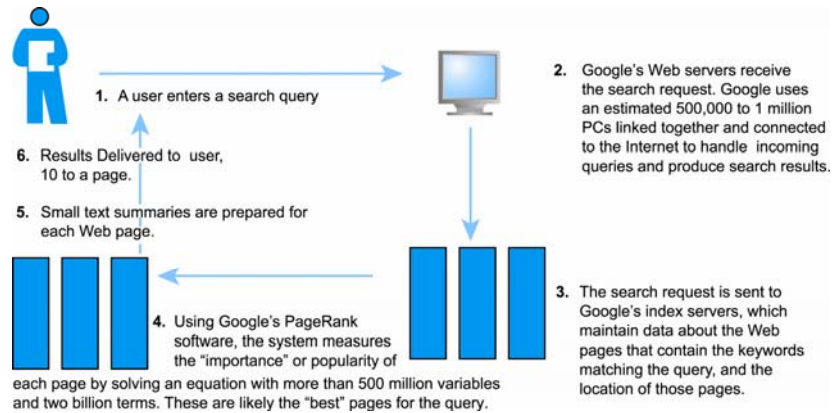 1. A user enters a search query
2. Google's Web servers receive
the search request. Google uses
an estimated 500,000 to 1 million
PCs linked together and connected
to the Internet to handle incoming
queries and produce search results.
3. The search request is sent to
Google's index servers, which
maintain data about the Web
pages that contain the keywords
matching the query, and the
location of those pages.
4. Using Google's PageRank
software, the system measures
the “importance” or popularity of
each page by solving an equation with more than 500 million variables
and two billion terms. These are likely the “best” pages for the query.
5. Small text summaries are prepared for
each Web page.
6. Results Delivered to user,
10 to a page.